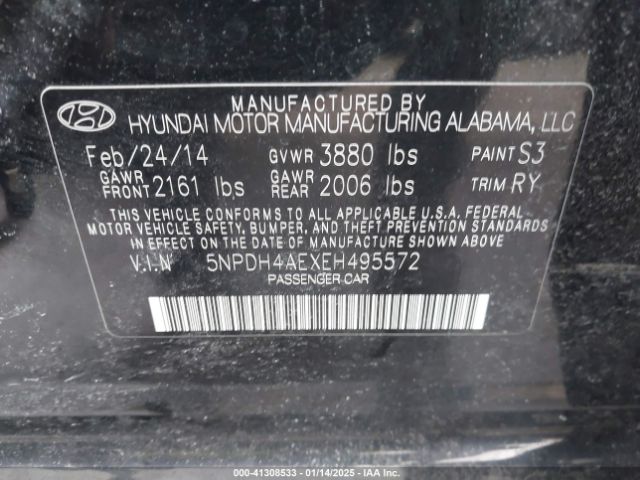 MANUFACTURED BY
HYUNDAI MOTOR MANUFACTURING ALABAMA, LLC
Feb/24/14 GVWR 3880 lbs PAINT S3
GAWR FRONT 2161 lbs GAWR REAR 2006 lbs TRIM RY
THIS VEHICLE CONFORMS TO ALL APPLICABLE U.S.A. FEDERAL
MOTOR VEHICLE SAFETY, BUMPER, AND THEFT PREVENTION
STANDARDS IN EFFECT ON THE DATE OF MANUFACTURE SHOWN ABOVE
V.I.N 5NPDH4AEXEH495572
PASSENGER CAR
000-41308533 - 01/14/2025 - IAA Inc.